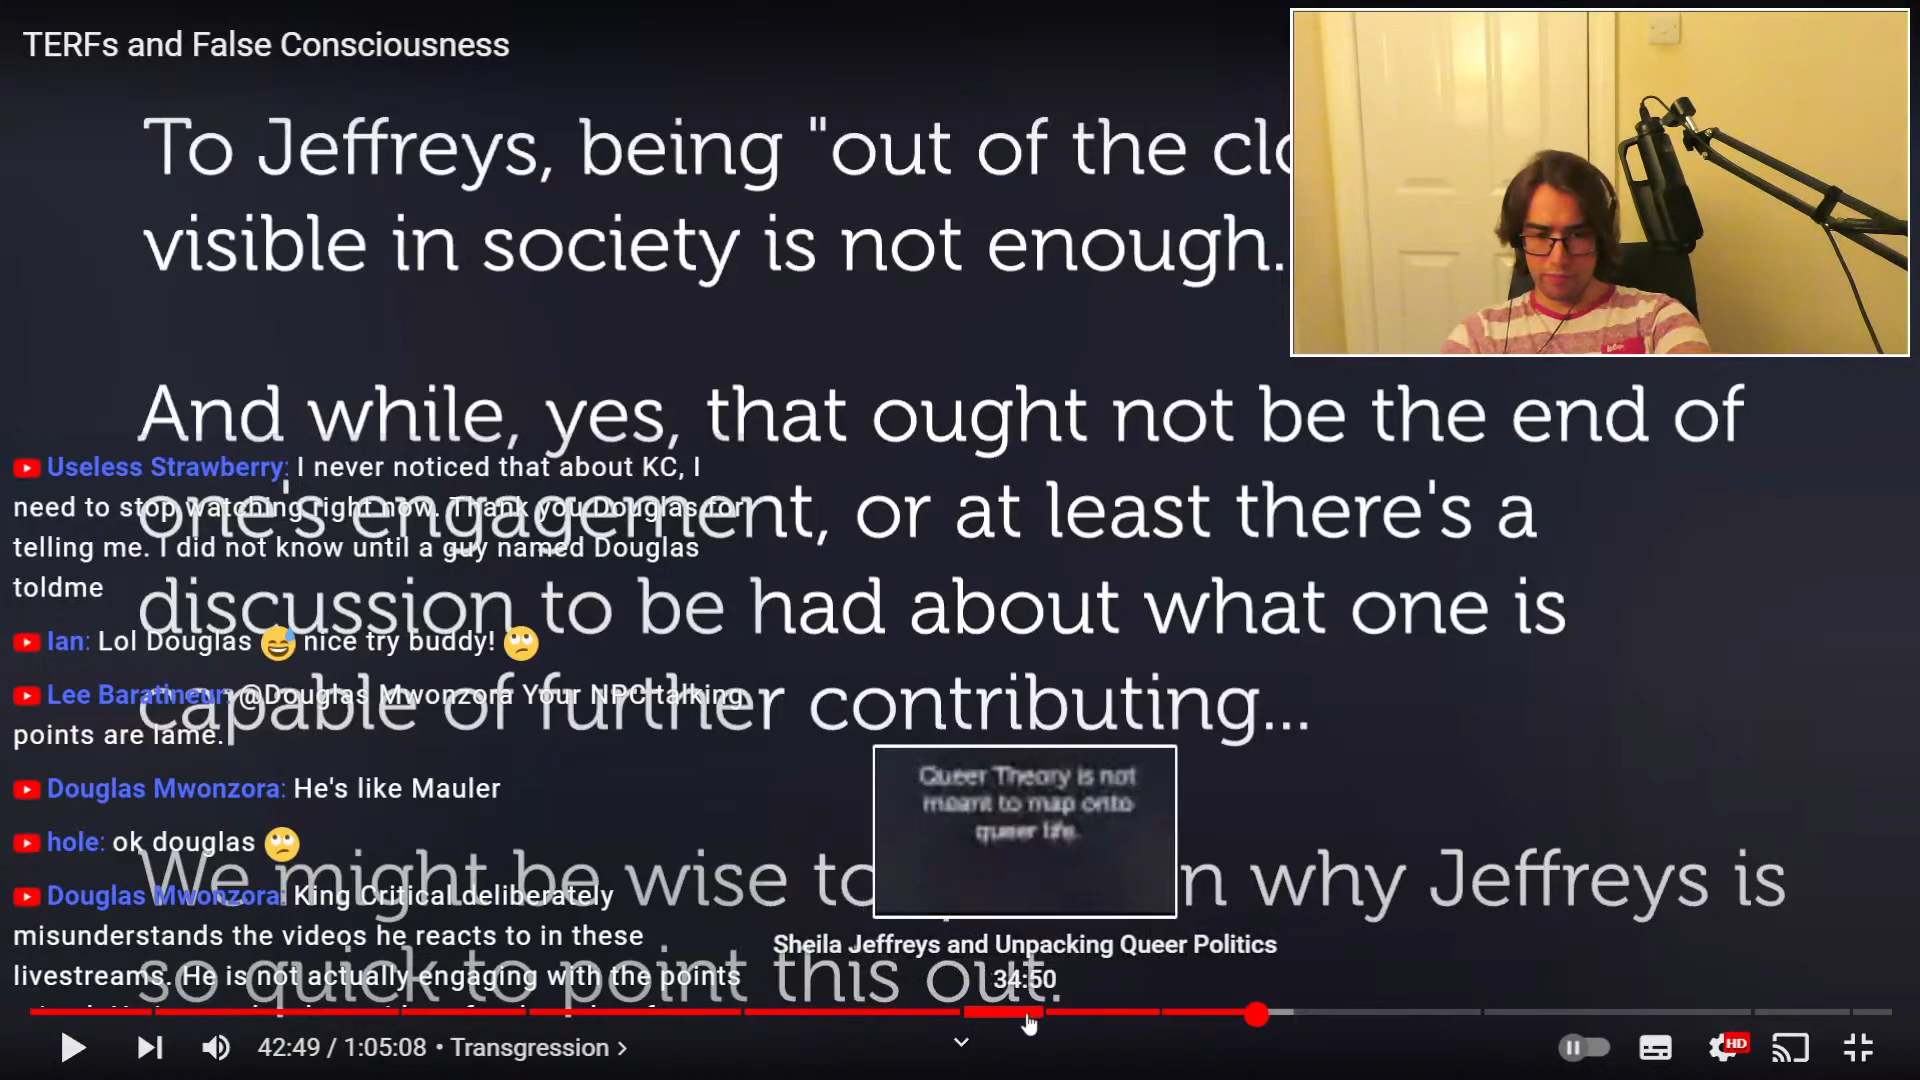 TERFs and False Consciousness
To Jeffreys, being "out of the
visible in society is not enough.
And while, yes, that ought not be the end of
one's engagement, or at least there's a
discussion to be had about what one is
capable of further contributing...
We might be wise to why Jeffreys is
so quick to point this out.
Useless Strawberry: I never noticed that about KC, I
need to stop watching right now. Thank you Douglas for
telling me. I did not know until a guy named Douglas
toldme
Ian: Lol Douglas 😅 nice try buddy! 🙄
Lee Baratineur: @Douglas Mwonzora Your NPC talking
points are lame.
Douglas Mwonzora: He's like Mauler
hole: ok douglas 🙄
Douglas Mwonzora: King Critical deliberately
misunderstands the videos he reacts to in these
livestreams. He is not actually engaging with the points
Queer Theory is not
meant to map onto
queer life.
Sheila Jeffreys and Unpacking Queer Politics
34:50
42:49 / 1:05:08 • Transgression ›
HD